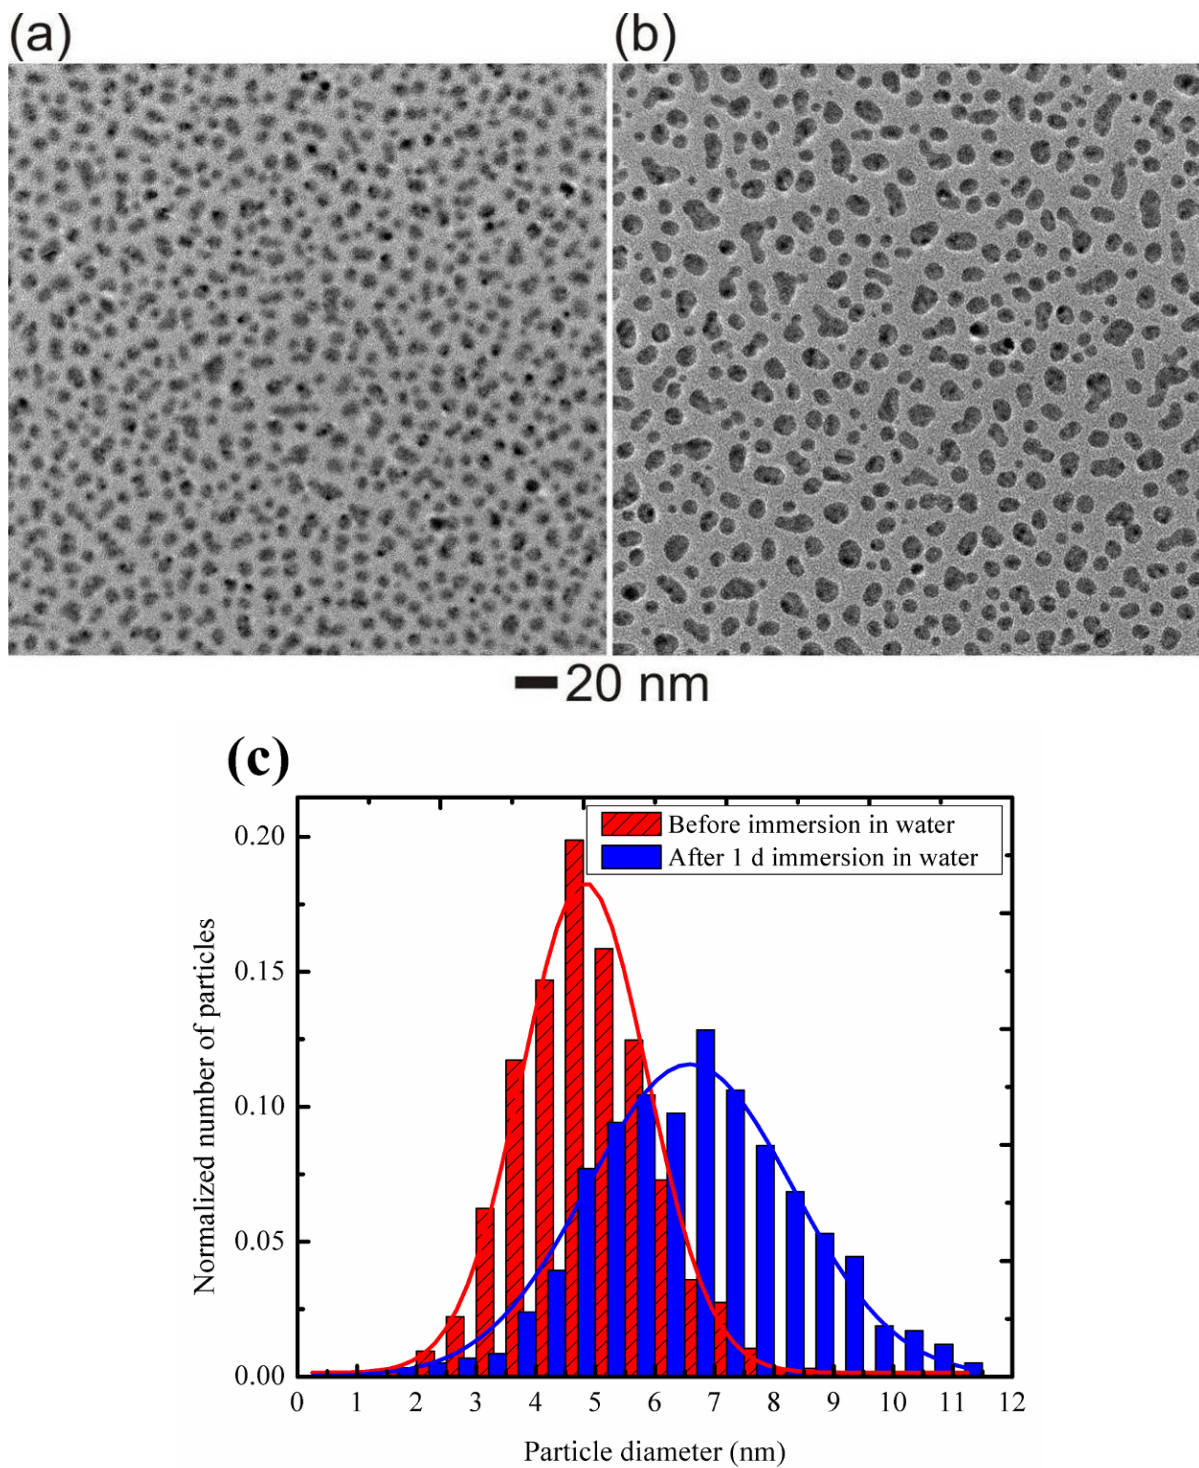 (a)
(b)
20 nm
(c)
Before immersion in water
After 1 d immersion in water
Normalized number of particles
0.20
0.15
0.10
0.05
0.00
0 1 2 3 4 5 6 7 8 9 10 11 12
Particle diameter (nm)